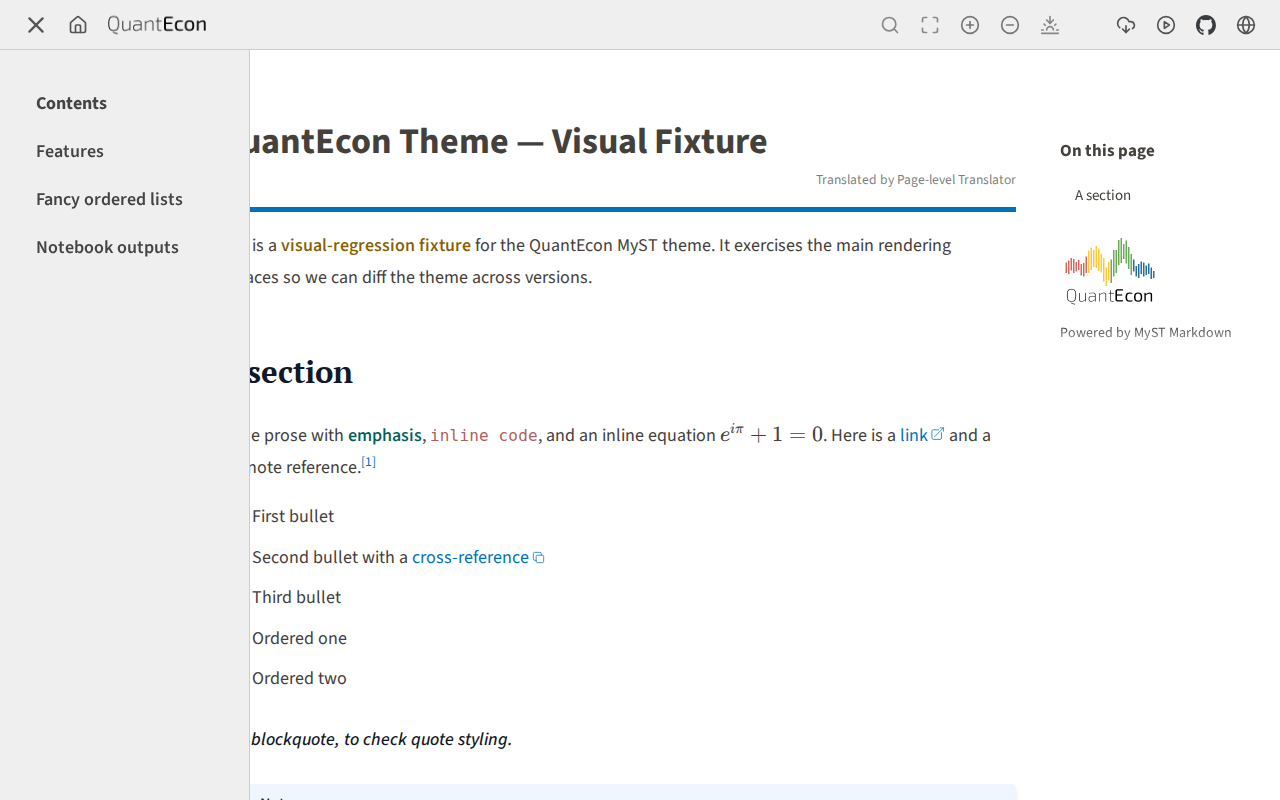 QuantEcon
Contents
Features
Fancy ordered lists
Notebook outputs
uantEcon Theme — Visual Fixture
Translated by Page-level Translator
is a visual-regression fixture for the QuantEcon MyST theme. It exercises the main rendering
aces so we can diff the theme across versions.
section
e prose with emphasis, inline code, and an inline equation e^{iπ} + 1 = 0. Here is a link and a
note reference.[1]
First bullet
Second bullet with a cross-reference
Third bullet
Ordered one
Ordered two
blockquote, to check quote styling.
On this page
A section
QuantEcon
Powered by MyST Markdown